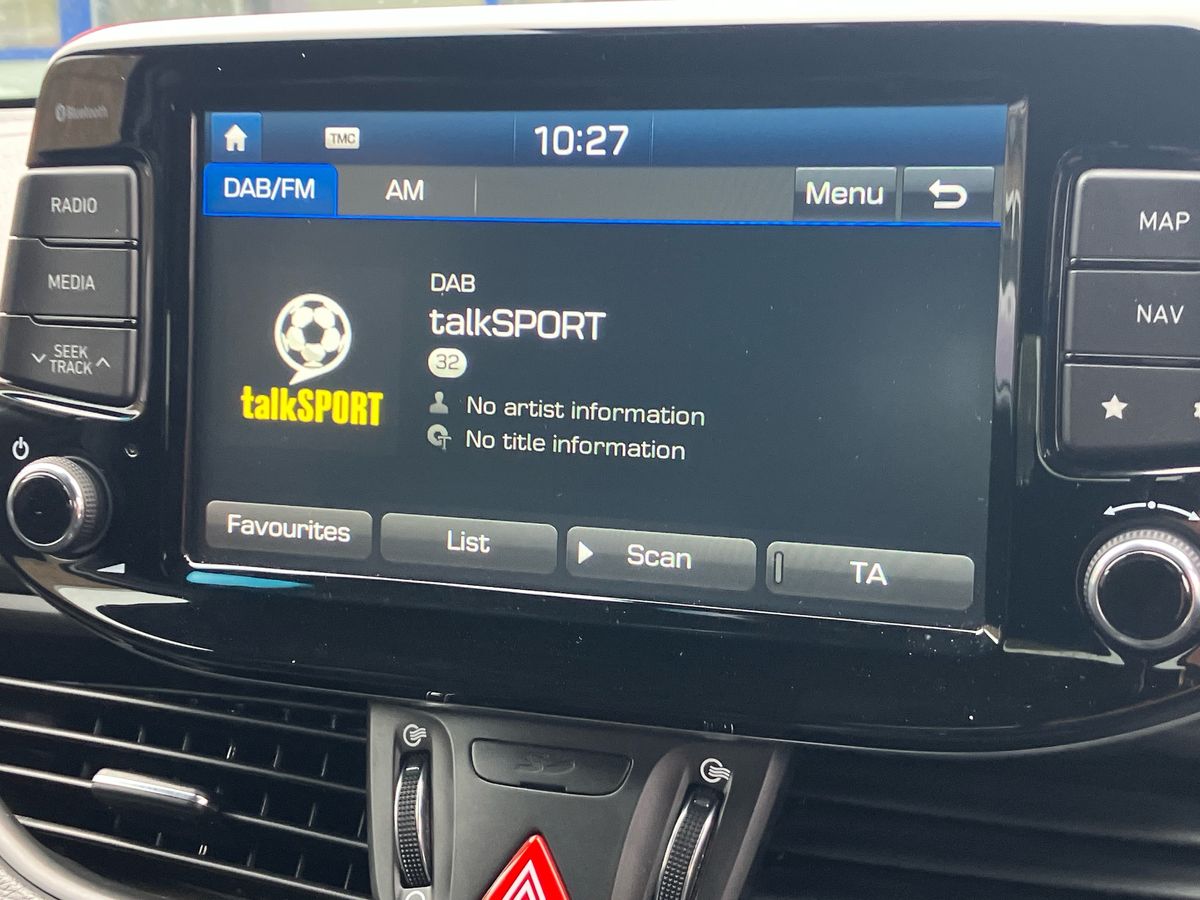 Bluetooth
TMC
10:27
DAB/FM AM Menu
RADIO
MEDIA
SEEK
TRACK
MAP
NAV
DAB
talkSPORT
32
No artist information
No title information
talkSPORT
Favourites List Scan TA